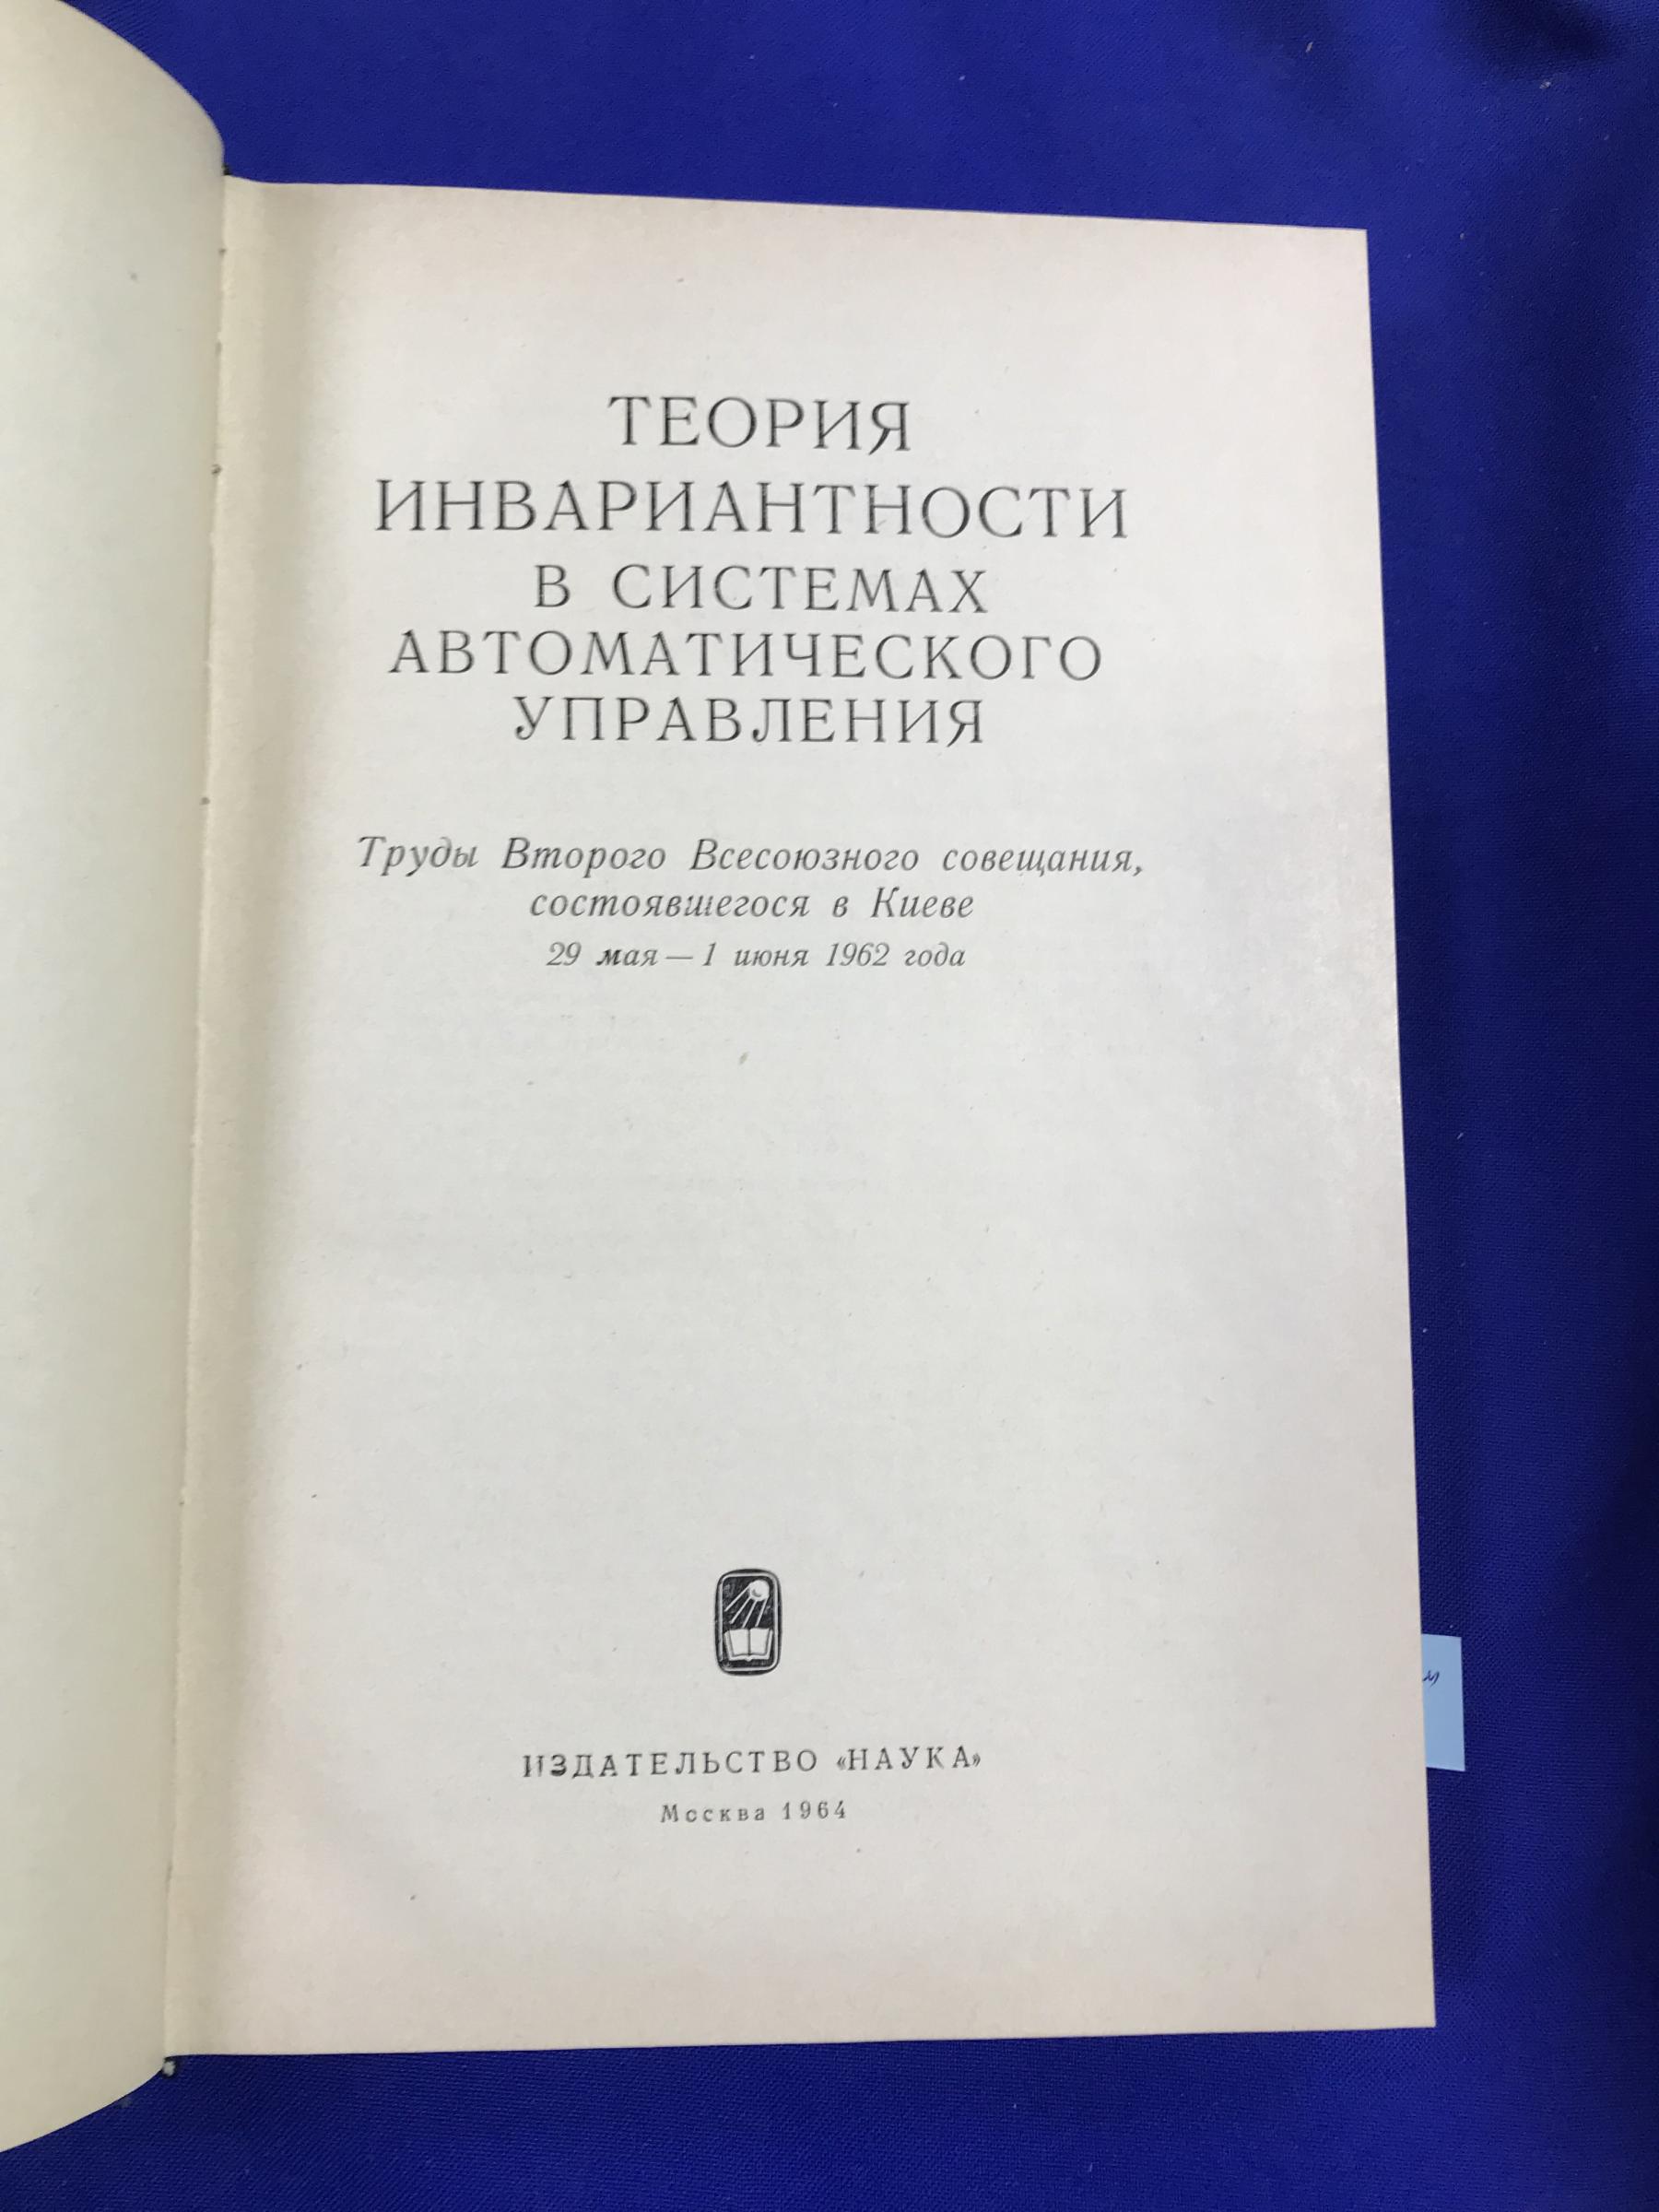 ТЕОРИЯ
ИНВАРИАНТНОСТИ
В СИСТЕМАХ
АВТОМАТИЧЕСКОГО
УПРАВЛЕНИЯ
Труды Второго Всесоюзного совещания,
состоявшегося в Киеве
29 мая — 1 июня 1962 года
ИЗДАТЕЛЬСТВО «НАУКА»
Москва 1964